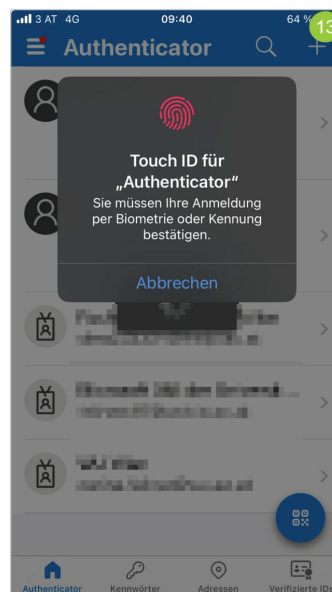 3 AT 4G 09:40 64 %
13
Authenticator
Touch ID für
„Authenticator“
Sie müssen Ihre Anmeldung
per Biometrie oder Kennung
bestätigen.
Abbrechen
Authenticator Kennwörter Adressen Verifizierte IDs